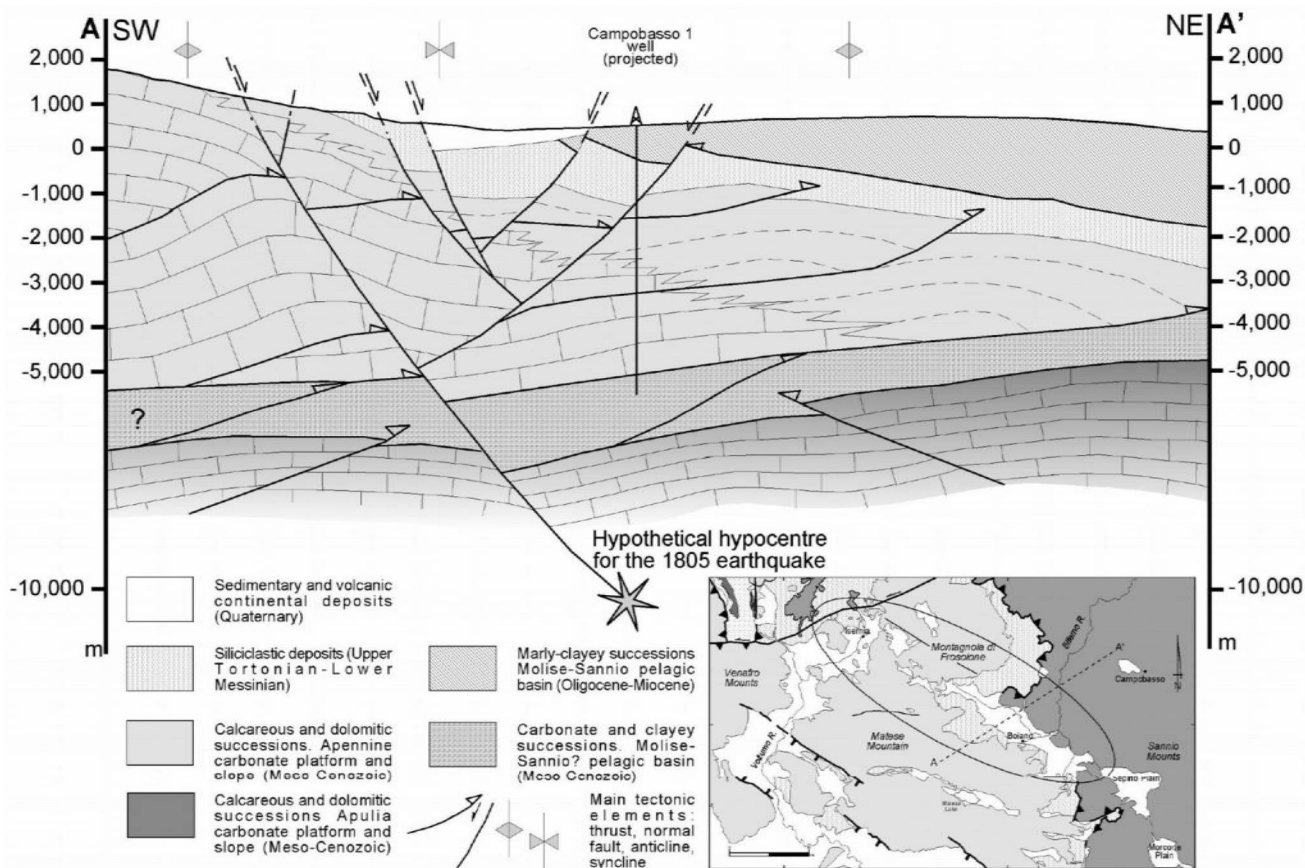 A SW
NE A'
Campobasso 1
well
(projected)
2,000
1,000
0
-1,000
-2,000
-3,000
-4,000
-5,000
-10,000
m
2,000
1,000
0
-1,000
-2,000
-3,000
-4,000
-5,000
-10,000
m
?
Hypothetical hypocentre
for the 1805 earthquake
Sedimentary and volcanic
continental deposits
(Quaternary)
Siliciclastic deposits (Upper
Tortonian-Lower
Messinian)
Calcareous and dolomitic
successions. Apennine
carbonate platform and
slope (Meso Cenozoic)
Calcareous and dolomitic
successions Apulia
carbonate platform and
slope (Meso-Cenozoic)
Marly-clayey successions
Molise-Sannio pelagic
basin (Oligocene-Miocene)
Carbonate and clayey
successions. Molise-
Sannio? pelagic basin
(Meso Cenozoic)
Main tectonic
elements:
thrust, normal
fault, anticline,
syncline
Isernia
Montagnola di
Frosolone
Biferno R.
A'
Campobasso
Venafro
Mounts
Volturno R.
Matese
Mountain
Boiano
A
Sannio
Mounts
Sepino Plain
Matese
Lake
Morcone
Plain